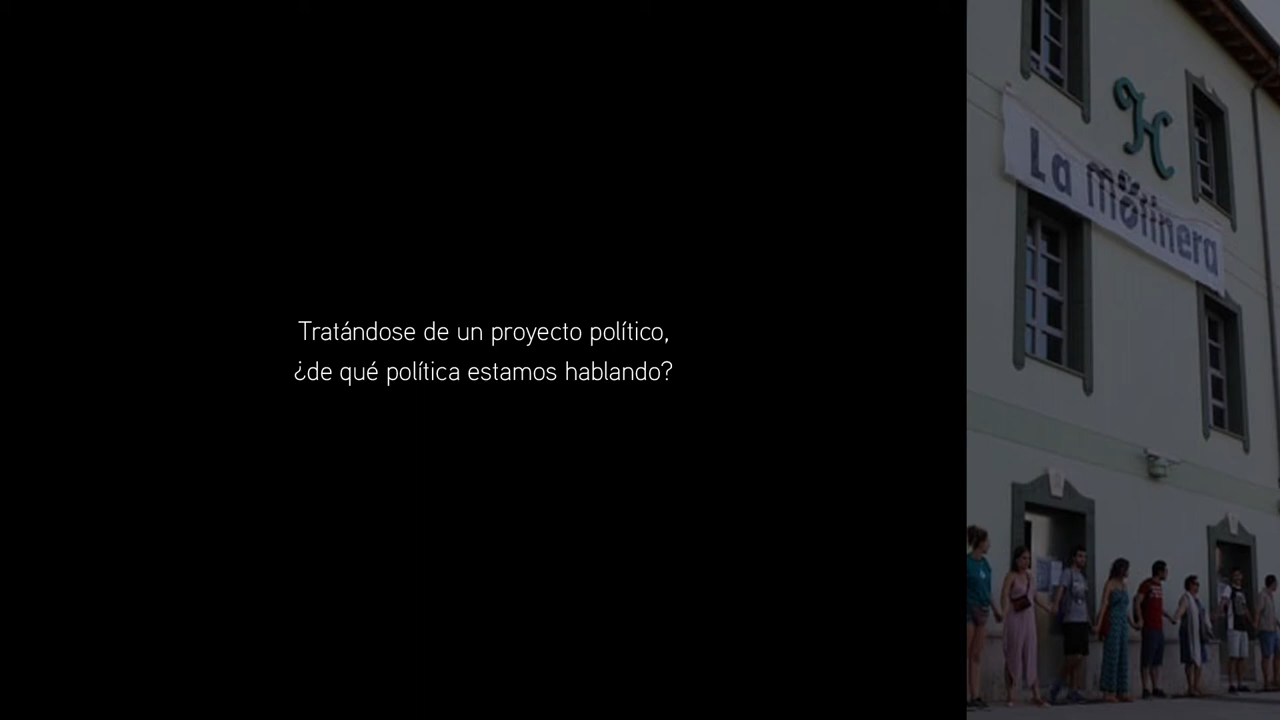 Tratándose de un proyecto político,
¿de qué política estamos hablando?
H
La molinera